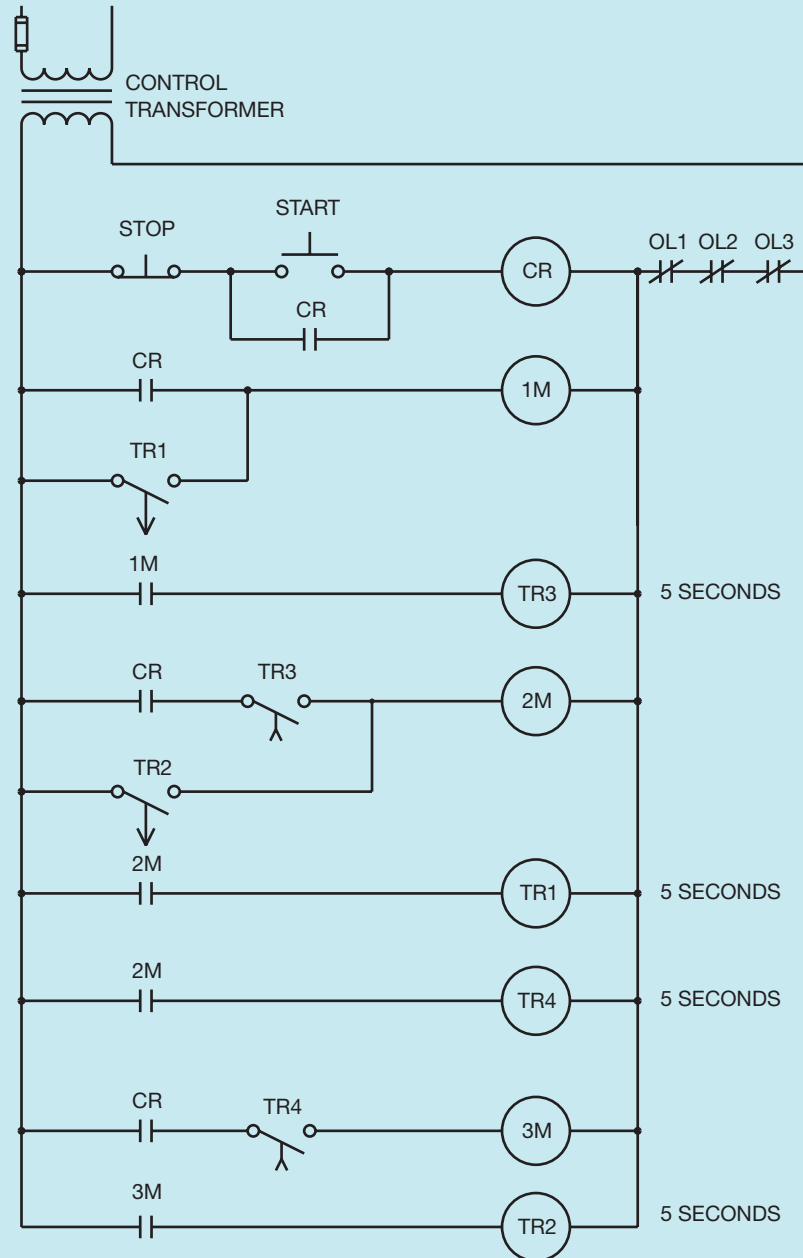 CONTROL
TRANSFORMER
START
STOP
OL1 OL2 OL3
CR
CR
CR
1M
TR1
1M
TR3
5 SECONDS
CR
TR3
2M
TR2
2M
TR1
5 SECONDS
2M
TR4
5 SECONDS
CR
TR4
3M
3M
TR2
5 SECONDS